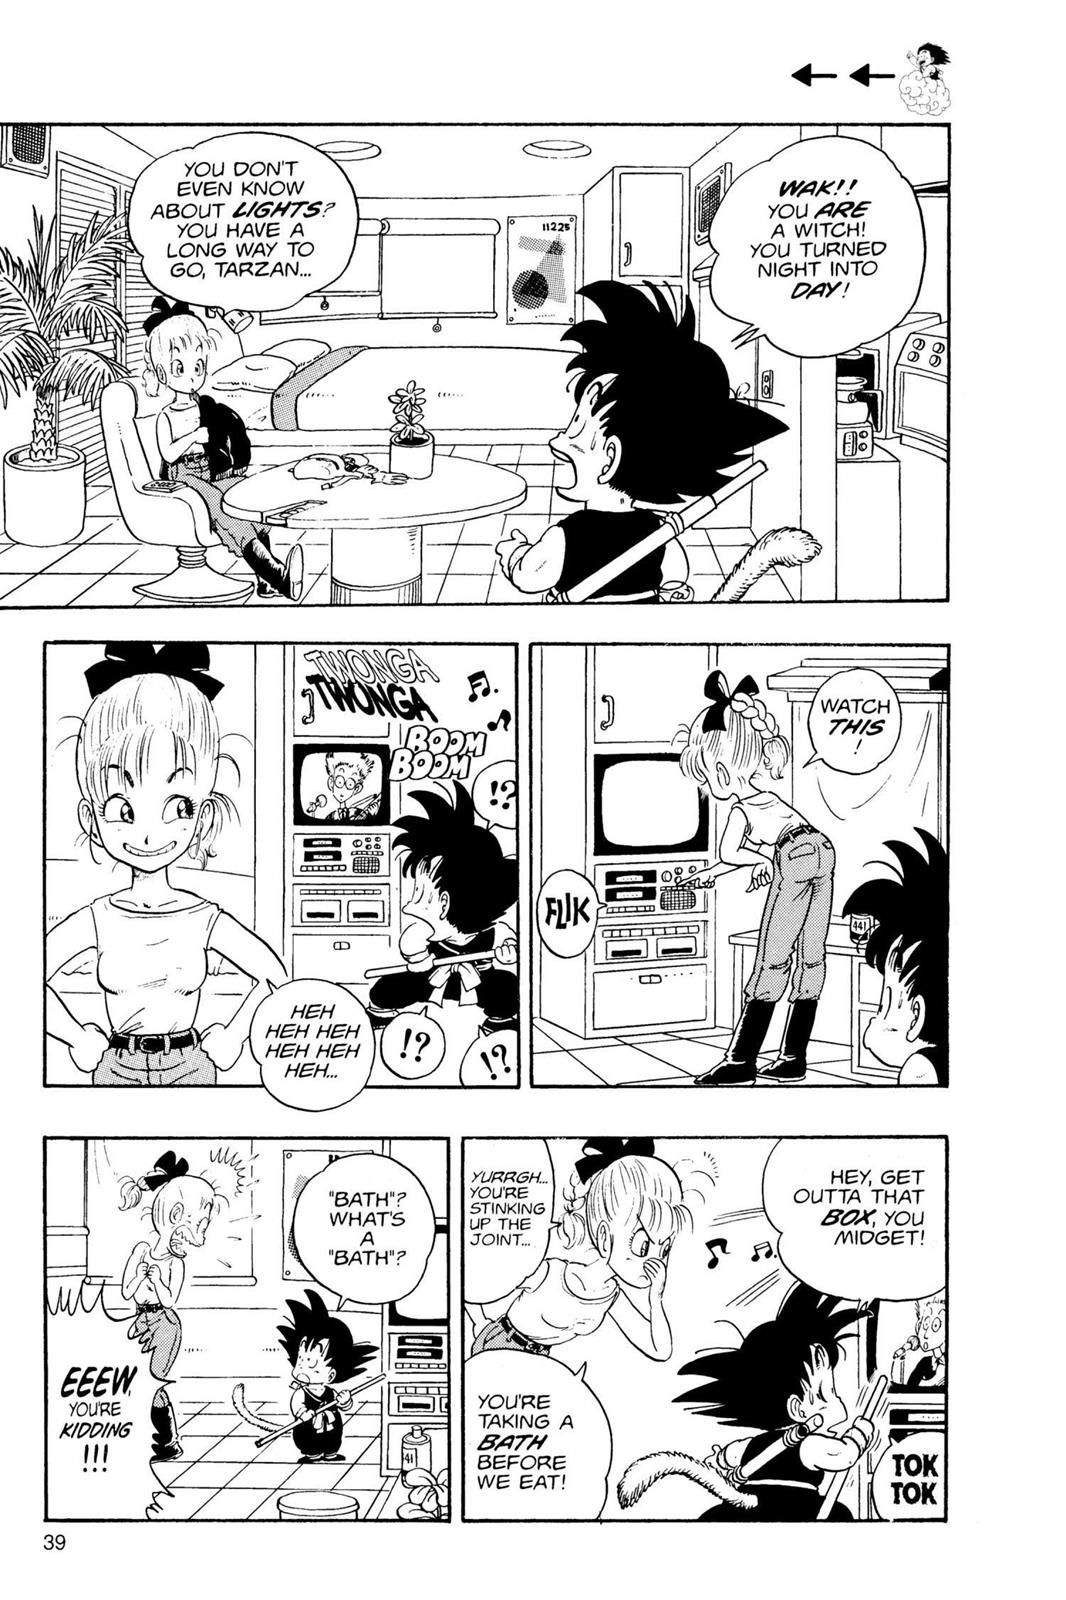 WAK!!
YOU ARE
A WITCH!
YOU TURNED
NIGHT INTO
DAY!
YOU DON'T
EVEN KNOW
ABOUT LIGHTS?
YOU HAVE A
LONG WAY TO
GO, TARZAN...
11225
WATCH
THIS
!
FLIK
441
TWONGA
TWONGA
BOOM
BOOM
!?
!?
!?
HEH
HEH HEH
HEH HEH
HEH...
HEY, GET
OUTTA THAT
BOX, YOU
MIDGET!
TOK
TOK
YURRGH...
YOU'RE
STINKING
UP THE
JOINT...
YOU'RE
TAKING A
BATH
BEFORE
WE EAT!
"BATH"?
WHAT'S
A
"BATH"?
11
41
EEEW,
YOU'RE
KIDDING
!!!
39